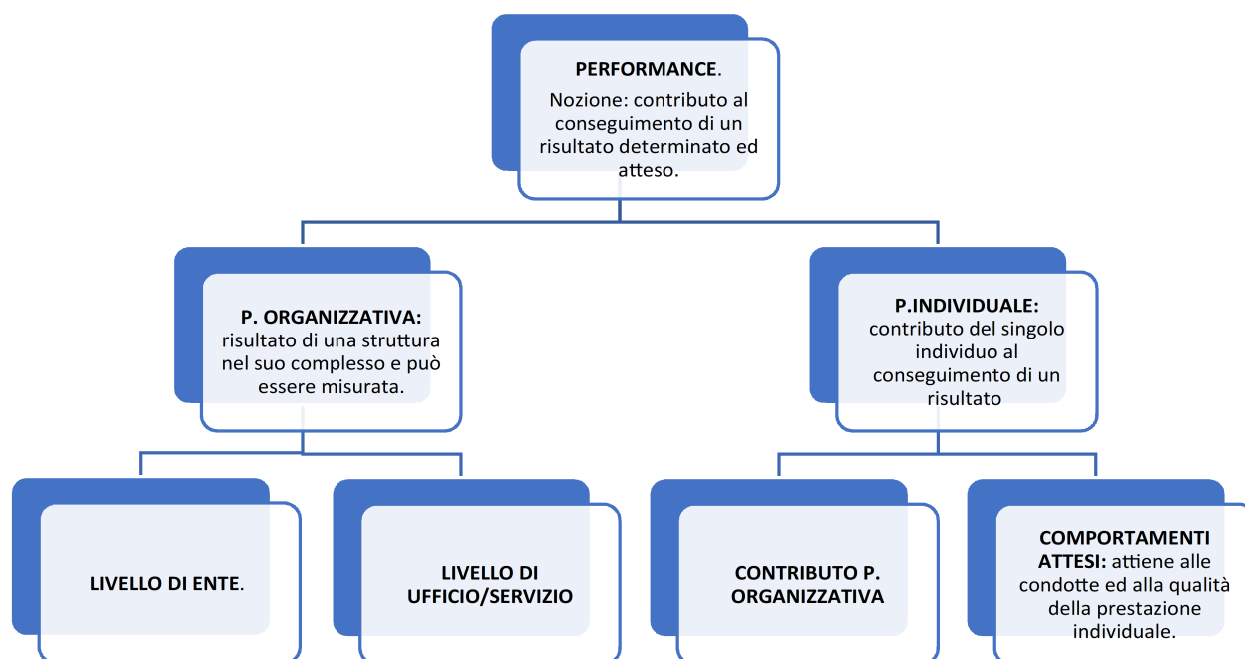 PERFORMANCE.
Nozione: contributo al
conseguimento di un
risultato determinato ed
atteso.
P. ORGANIZZATIVA:
risultato di una struttura
nel suo complesso e può
essere misurata.
P.INDIVIDUALE:
contributo del singolo
individuo al
conseguimento di un
risultato
LIVELLO DI ENTE.
LIVELLO DI
UFFICIO/SERVIZIO
CONTRIBUTO P.
ORGANIZZATIVA
COMPORTAMENTI
ATTESI: attiene alle
condotte ed alla qualità
della prestazione
individuale.